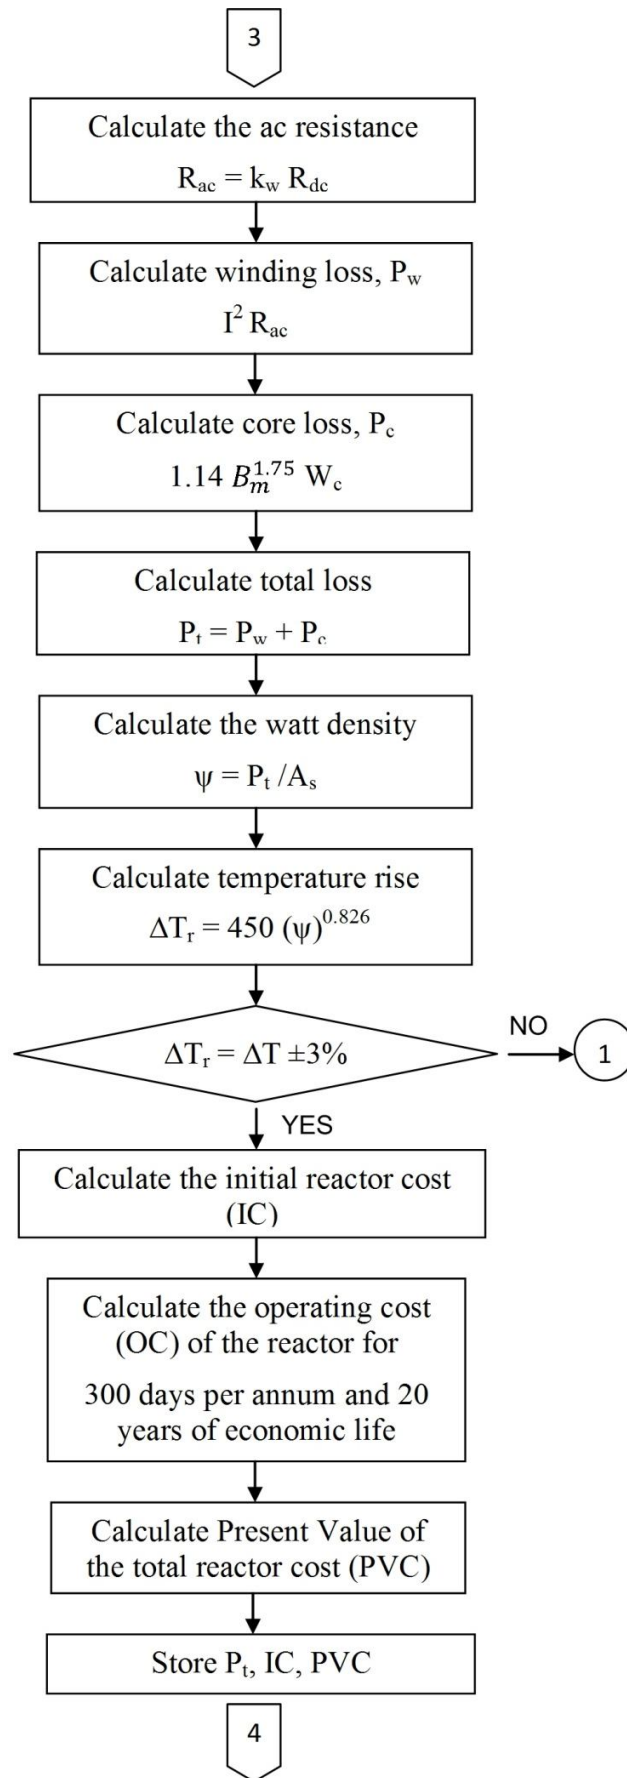 3
Calculate the ac resistance
R_ac = k_w R_dc
Calculate winding loss, P_w
I^2 R_ac
Calculate core loss, P_c
1.14 B_m^1.75 W_c
Calculate total loss
P_t = P_w + P_c
Calculate the watt density
ψ = P_t /A_s
Calculate temperature rise
ΔT_r = 450 (ψ)^0.826
ΔT_r = ΔT ±3%
NO
1
YES
Calculate the initial reactor cost
(IC)
Calculate the operating cost
(OC) of the reactor for
300 days per annum and 20
years of economic life
Calculate Present Value of
the total reactor cost (PVC)
Store P_t, IC, PVC
4